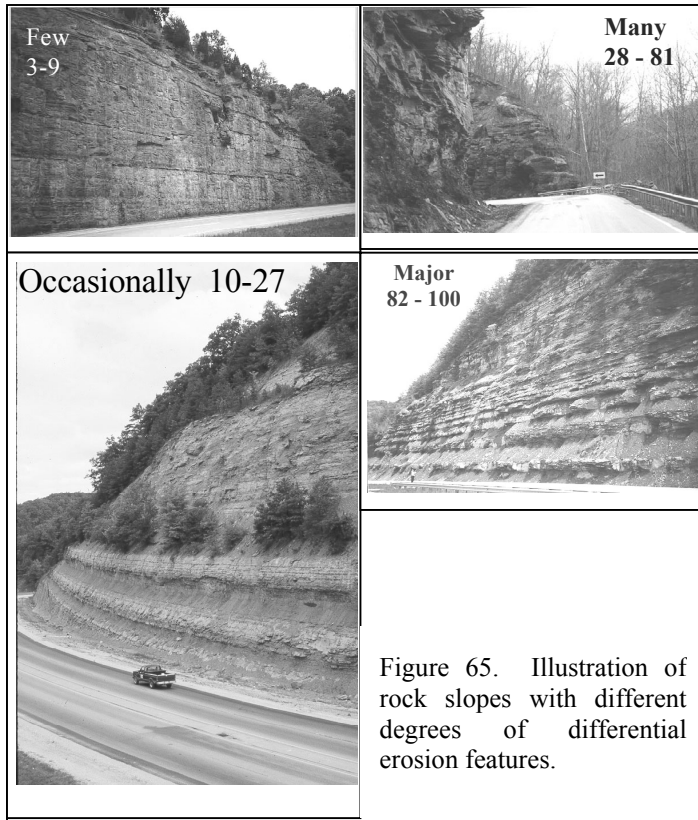 Few
3-9
Many
28 - 81
Occasionally 10-27
Major
82 - 100
Figure 65. Illustration of
rock slopes with different
degrees of differential
erosion features.